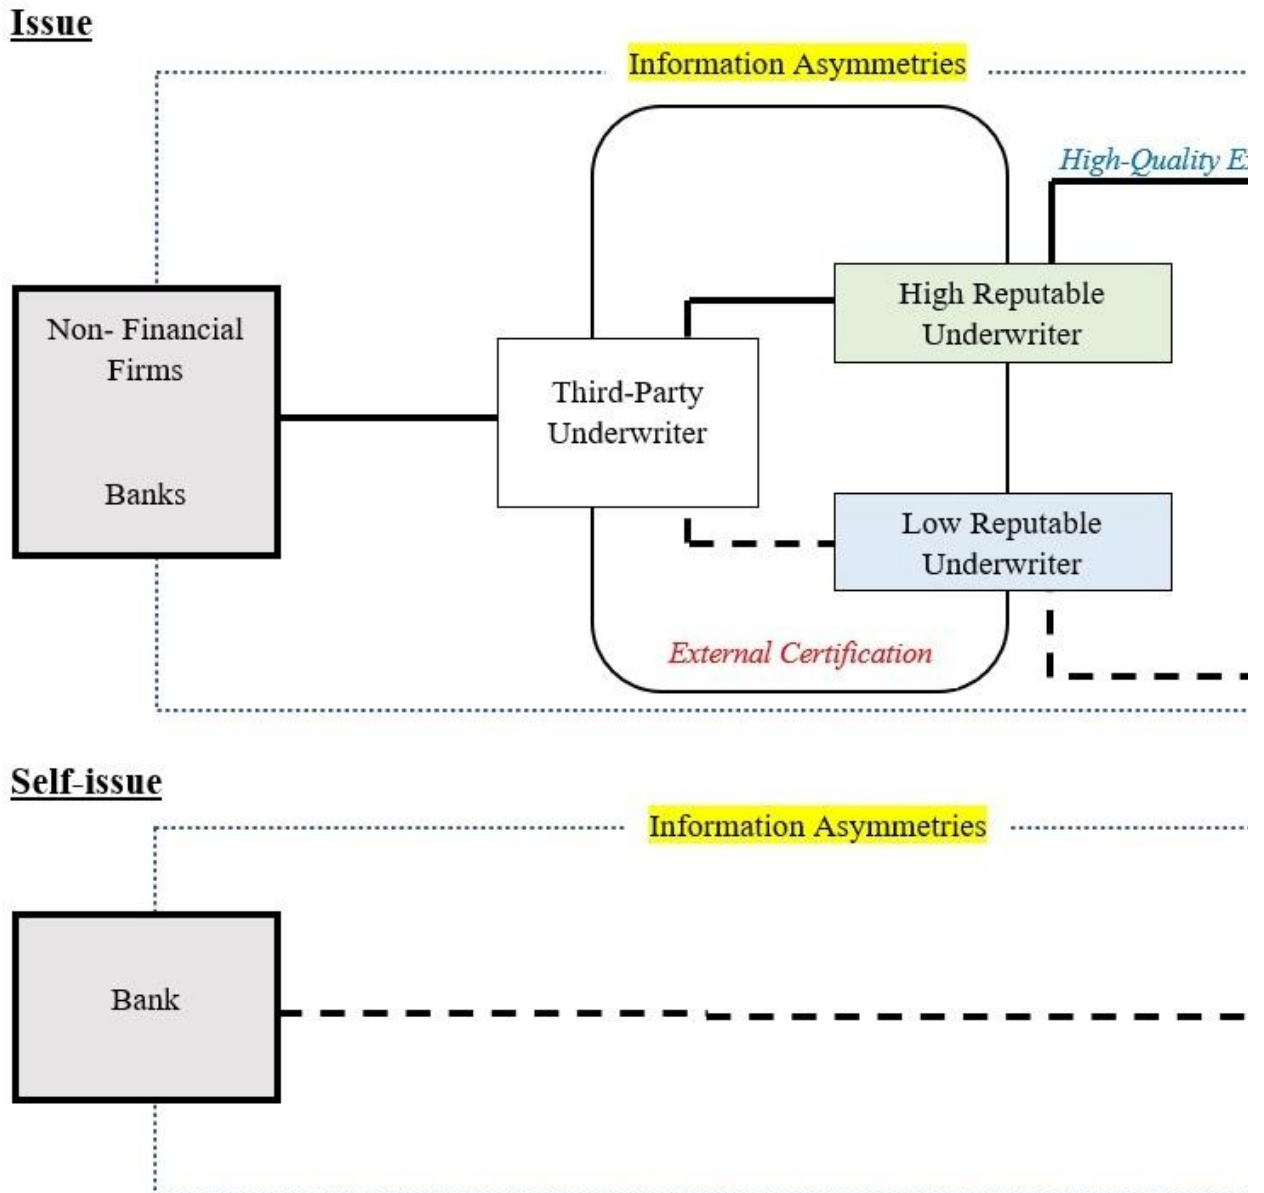 Issue
Information Asymmetries
High-Quality
Non- Financial
Firms
Banks
Third-Party
Underwriter
High Reputable
Underwriter
Low Reputable
Underwriter
External Certification
Self-issue
Information Asymmetries
Bank